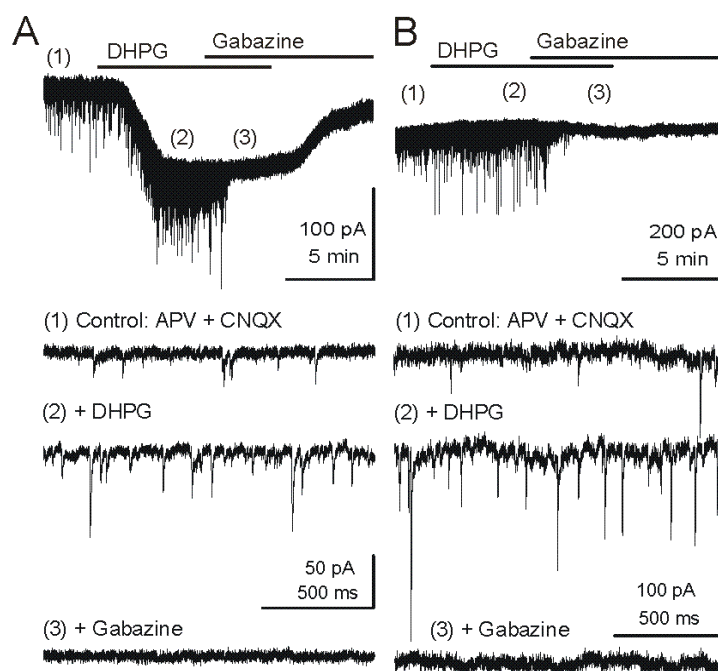 A
Gabazine
DHPG
(1)
(2)
(3)
100 pA
5 min
(1) Control: APV + CNQX
(2) + DHPG
50 pA
500 ms
(3) + Gabazine
B
Gabazine
DHPG
(1)
(2)
(3)
200 pA
5 min
(1) Control: APV + CNQX
(2) + DHPG
100 pA
500 ms
(3) + Gabazine